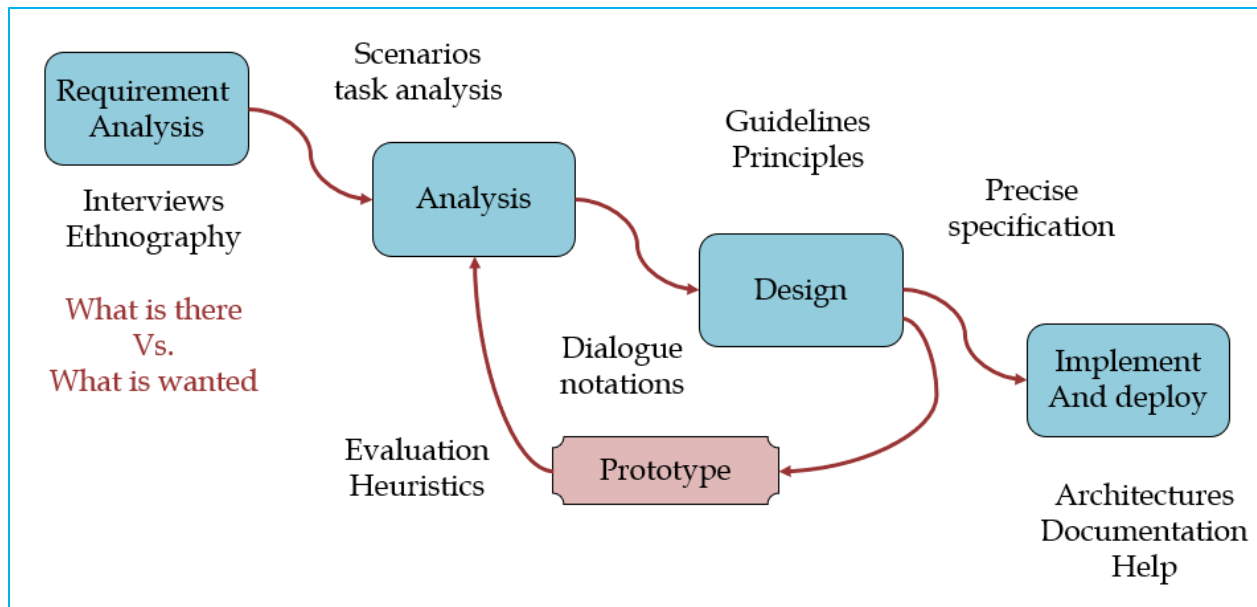 Requirement
Analysis
Scenarios
task analysis
Interviews
Ethnography
What is there
Vs.
What is wanted
Analysis
Guidelines
Principles
Design
Precise
specification
Dialogue
notations
Implement
And deploy
Evaluation
Heuristics
Prototype
Architectures
Documentation
Help